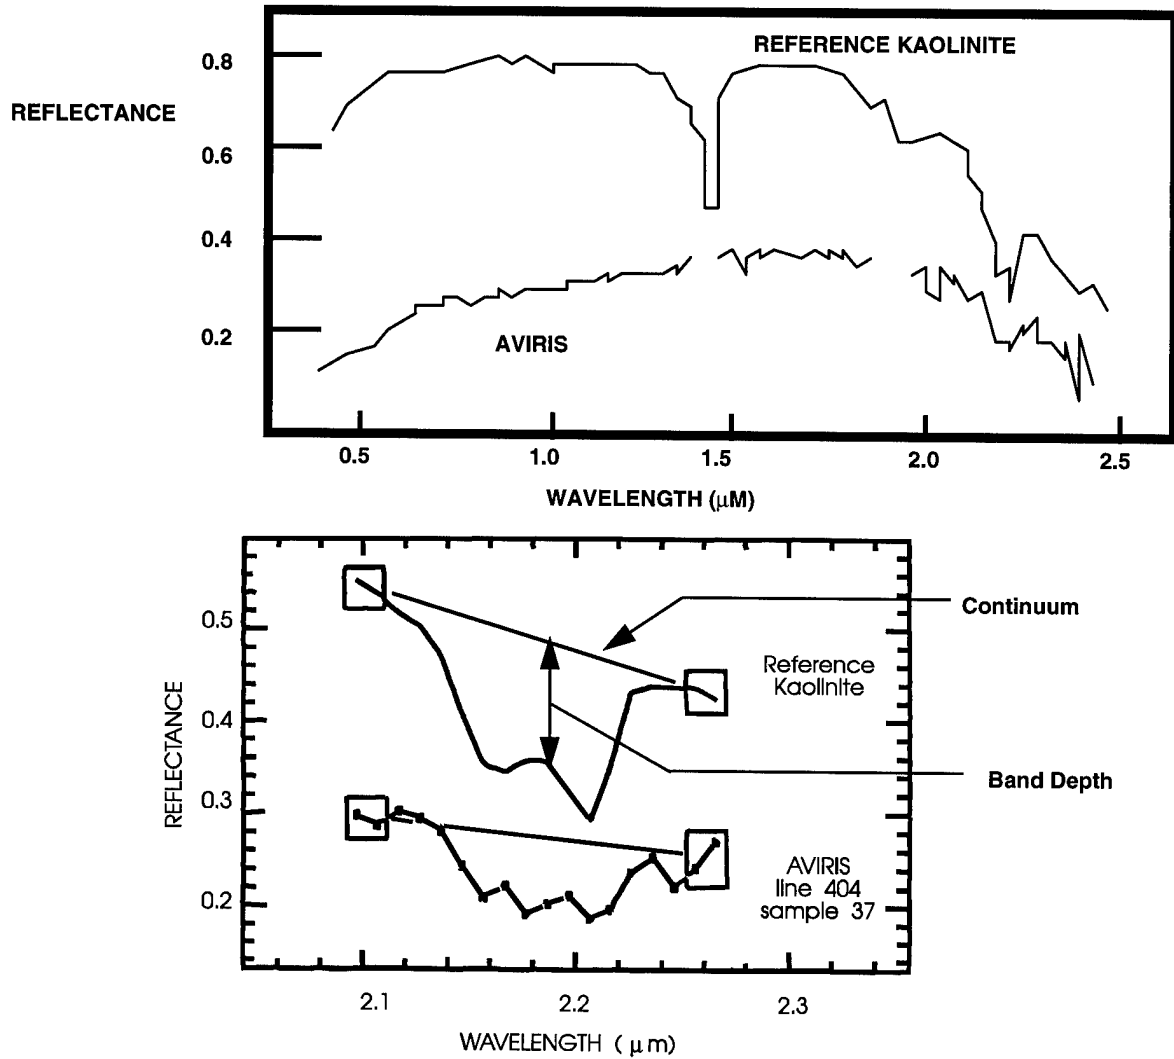 REFERENCE KAOLINITE
0.8
REFLECTANCE
0.6
0.4
0.2
AVIRIS
0.5
1.0
1.5
2.0
2.5
WAVELENGTH (μM)
Continuum
0.5
Reference
Kaolinite
0.4
REFLECTANCE
Band Depth
0.3
AVIRIS
line 404
sample 37
0.2
2.1
2.2
2.3
WAVELENGTH ( μm)